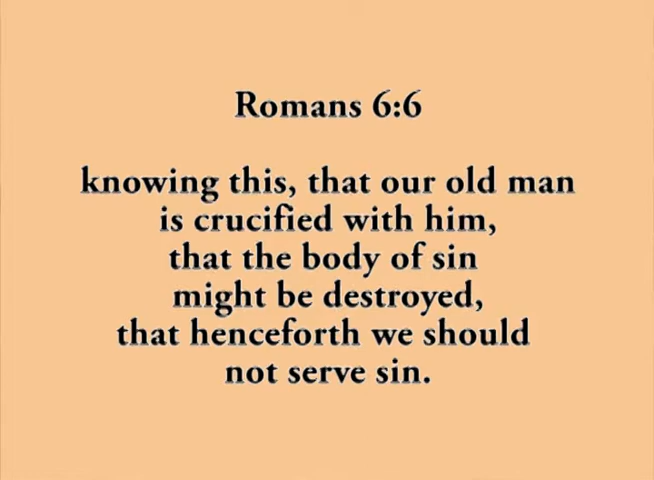 Romans 6:6
knowing this, that our old man
is crucified with him,
that the body of sin
might be destroyed,
that henceforth we should
not serve sin.